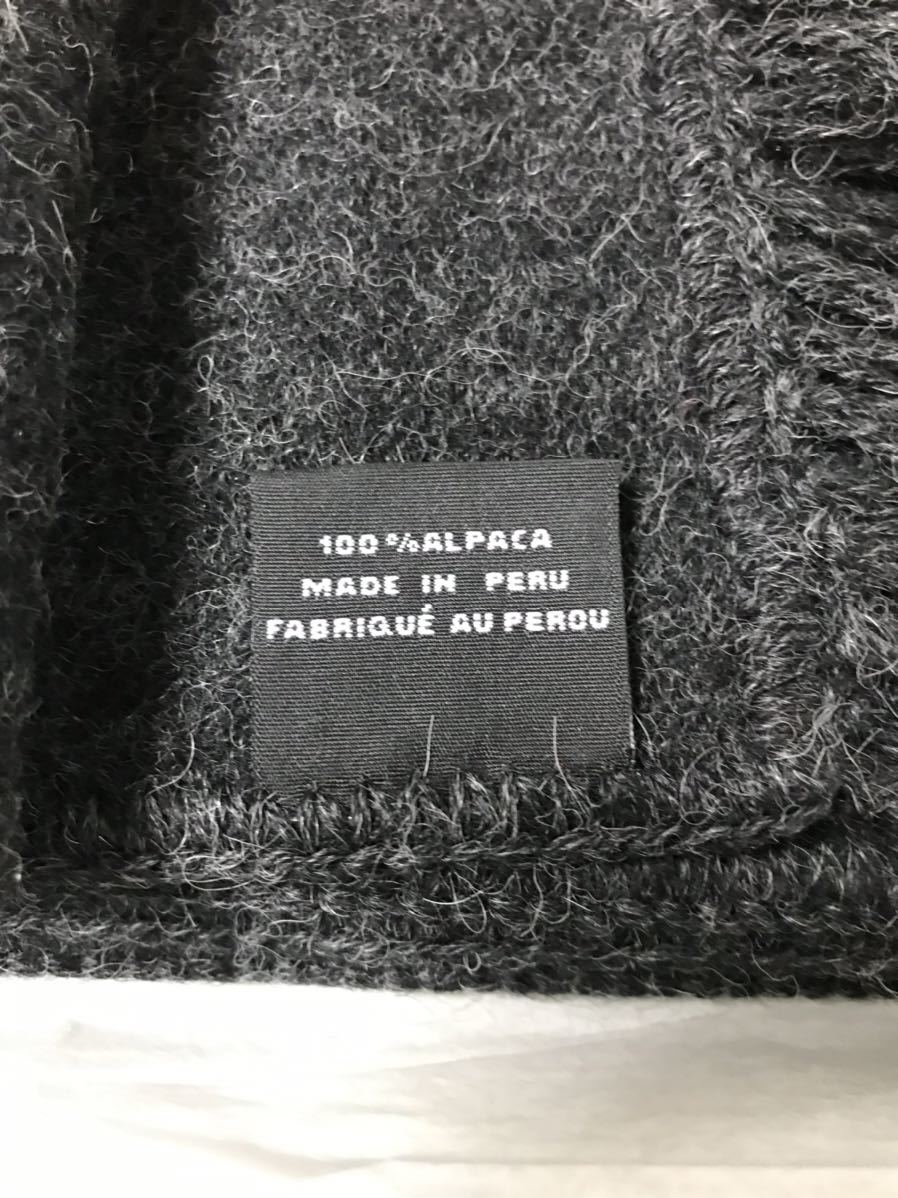 100%ALPACA
MADE IN PERU
FABRIQUÉ AU PEROU